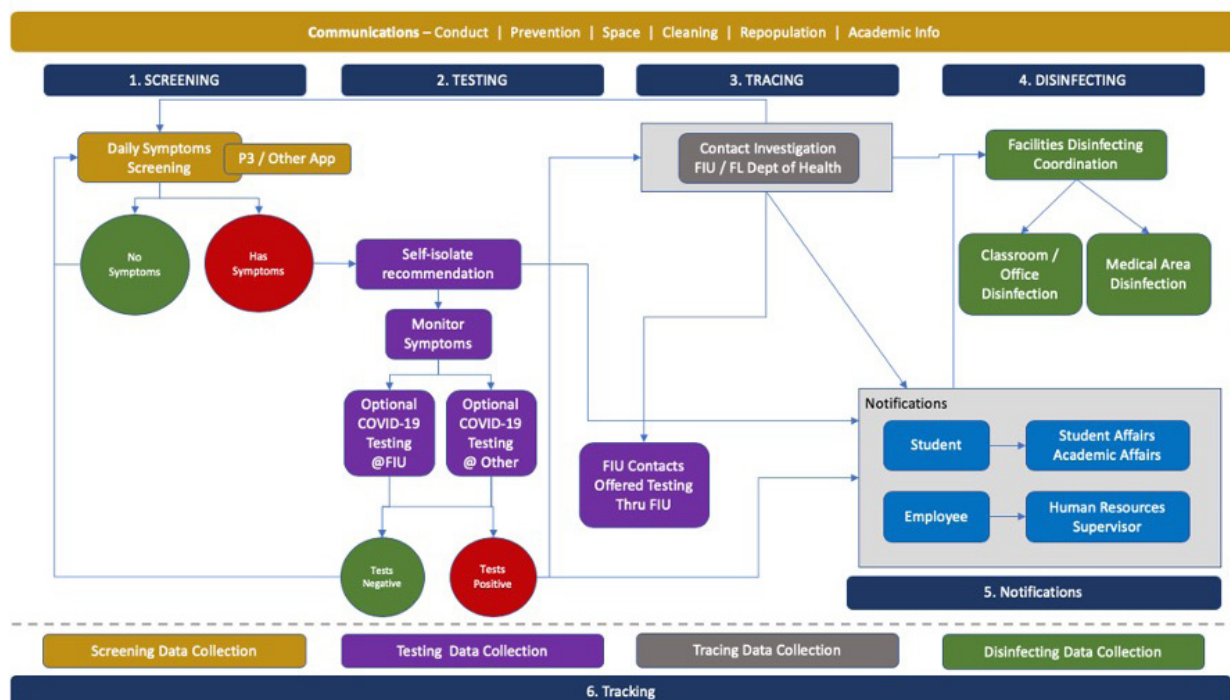 Communications – Conduct | Prevention | Space | Cleaning | Repopulation | Academic Info
1. SCREENING
2. TESTING
3. TRACING
4. DISINFECTING
Daily Symptoms
Screening
P3 / Other App
No
Symptoms
Has
Symptoms
Self-isolate
recommendation
Monitor
Symptoms
Optional
COVID-19
Testing
@FIU
Optional
COVID-19
Testing
@ Other
Tests
Negative
Tests
Positive
Contact Investigation
FIU / FL Dept of Health
FIU Contacts
Offered Testing
Thru FIU
Facilities Disinfecting
Coordination
Classroom /
Office
Disinfection
Medical Area
Disinfection
Notifications
Student
Student Affairs
Academic Affairs
Employee
Human Resources
Supervisor
5. Notifications
Screening Data Collection
Testing Data Collection
Tracing Data Collection
Disinfecting Data Collection
6. Tracking